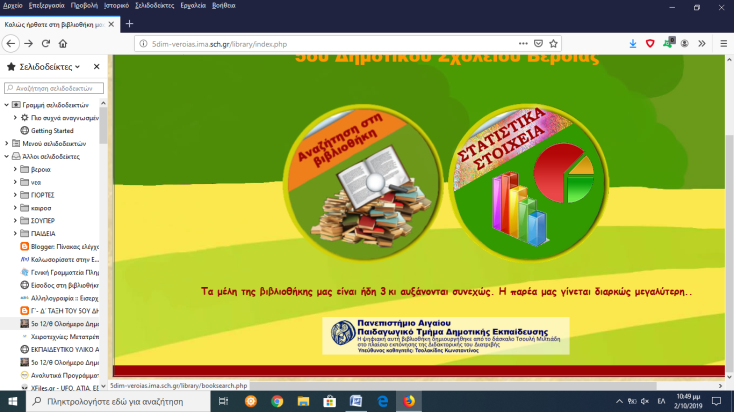 Αρχείο Επεξεργασία Προβολή Ιστορικό Σελιδοδείκτες Εργαλεία Βοήθεια
Καλώς ήρθατε στη βιβλιοθήκη μα
5dim-veroias.ima.sch.gr/library/index.php
Σελιδοδείκτες
Αναζήτηση σελιδοδεικτών
Γραμμή σελιδοδεικτών
Πιο συχνά αναγνωσμέν
Getting Started
Μενού σελιδοδεικτών
Άλλοι σελιδοδείκτες
βεροια
νεα
ΓΙΟΡΤΕΣ
καιροσ
ΣΟΥΠΕΡ
ΠΑΙΔΕΙΑ
Blogger: Πίνακας ελέγχ
Καλωσορίσατε στην Ε...
Γενική Γραμματεία Πλη
Είσοδος στη βιβλιοθήκη
Αλληλογραφία :: Εισερχ
Γ΄- Δ΄ ΤΑΞΗ ΤΟΥ 5ΟΥ ΔΗ
5ο 12/θ Ολοήμερο Δημ
Χειροτεχνίες: Μετατρέπ
ΕΚΠΑΙΔΕΥΤΙΚΟ ΥΛΙΚΟ Α
5ο 12/θ Ολοήμερο Δημ
Αναλυτικά Προγράμματ
XFiles.gr - UFO, ΑΤΙΑ, ΕΞ
5ου Δημοτικού Σχολείου Βέροιας
Αναζήτηση στη
βιβλιοθήκη
ΣΤΑΤΙΣΤΙΚΑ
ΣΤΟΙΧΕΙΑ
Τα μέλη της βιβλιοθήκης μας είναι ήδη 3 κι αυξάνονται συνεχώς. Η παρέα μας γίνεται διαρκώς μεγαλύτερη..
Πανεπιστήμιο Αιγαίου
Παιδαγωγικό Τμήμα Δημοτικής Εκπαίδευσης
Η ψηφιακή αυτή βιβλιοθήκη δημιουργήθηκε από το δάσκαλο Τσουλή Μιλτιάδη
στο πλαίσιο εκπόνησης της Διδακτορικής του διατριβής
Υπεύθυνος καθηγητής: Τσολακίδης Κωνσταντίνος
5dim-veroias.ima.sch.gr/library/booksearch.php
Πληκτρολογήστε εδώ για αναζήτηση
ΕΛ
10:49 μμ
2/10/2019